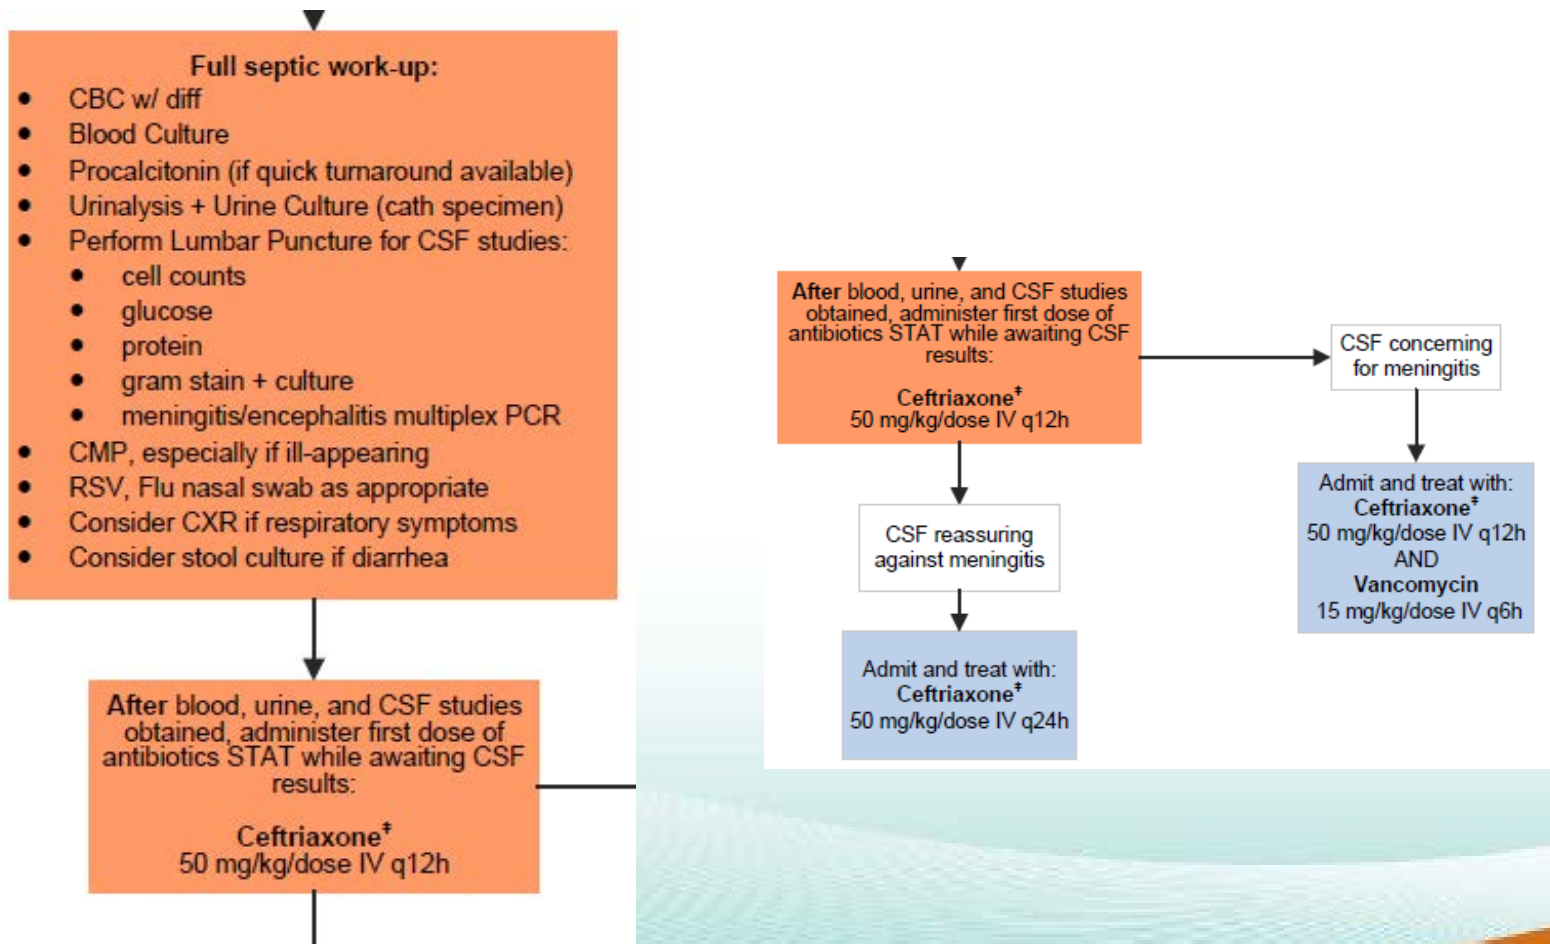 Full septic work-up:
• CBC w/ diff
• Blood Culture
• Procalcitonin (if quick turnaround available)
• Urinalysis + Urine Culture (cath specimen)
• Perform Lumbar Puncture for CSF studies:
• cell counts
• glucose
• protein
• gram stain + culture
• meningitis/encephalitis multiplex PCR
• CMP, especially if ill-appearing
• RSV, Flu nasal swab as appropriate
• Consider CXR if respiratory symptoms
• Consider stool culture if diarrhea
After blood, urine, and CSF studies
obtained, administer first dose of
antibiotics STAT while awaiting CSF
results:
Ceftriaxone‡
50 mg/kg/dose IV q12h
After blood, urine, and CSF studies
obtained, administer first dose of
antibiotics STAT while awaiting CSF
results:
Ceftriaxone‡
50 mg/kg/dose IV q12h
CSF concerning
for meningitis
Admit and treat with:
Ceftriaxone‡
50 mg/kg/dose IV q12h
AND
Vancomycin
15 mg/kg/dose IV q6h
CSF reassuring
against meningitis
Admit and treat with:
Ceftriaxone‡
50 mg/kg/dose IV q24h